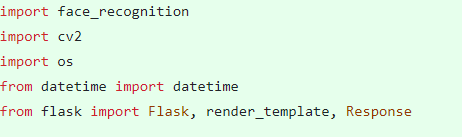 import face_recognition
import cv2
import os
from datetime import datetime
from flask import Flask, render_template, Response